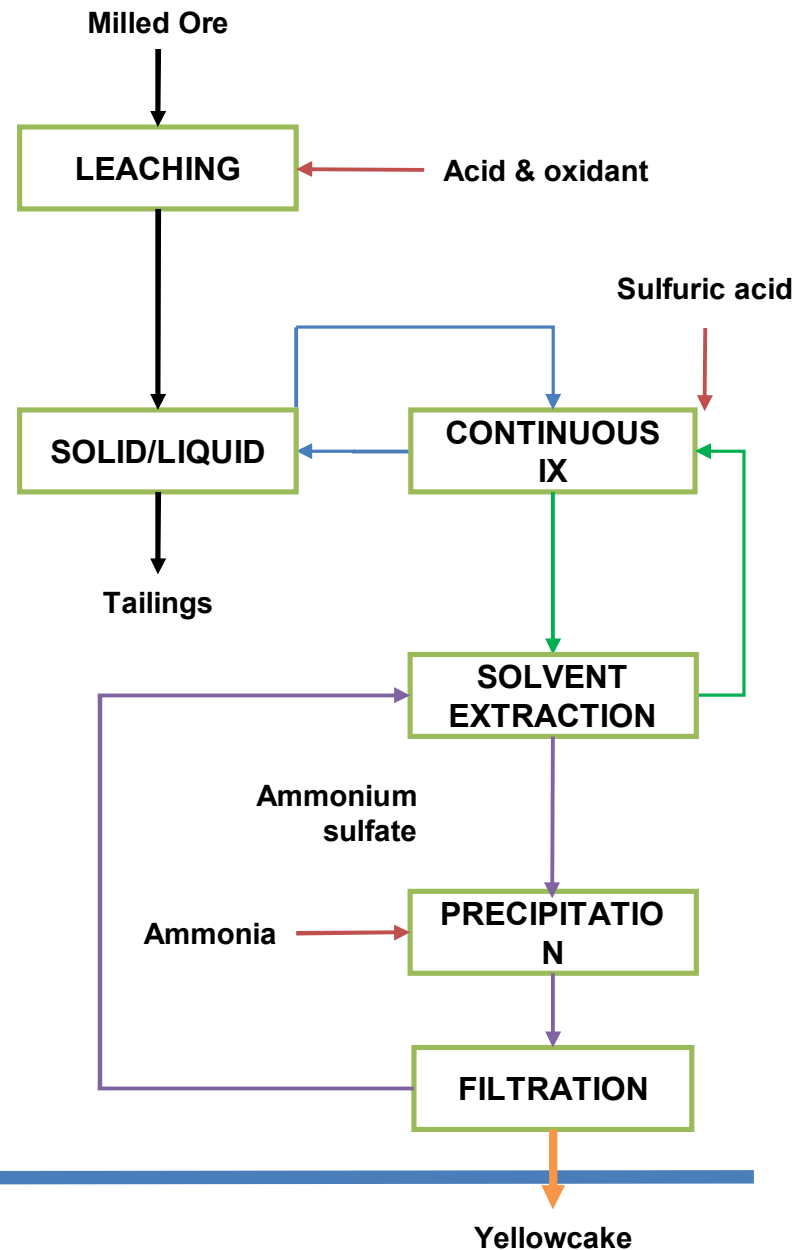 Milled Ore
LEACHING
Acid & oxidant
Sulfuric acid
SOLID/LIQUID
CONTINUOUS
IX
Tailings
SOLVENT
EXTRACTION
Ammonium
sulfate
PRECIPITATIO
N
Ammonia
FILTRATION
Yellowcake